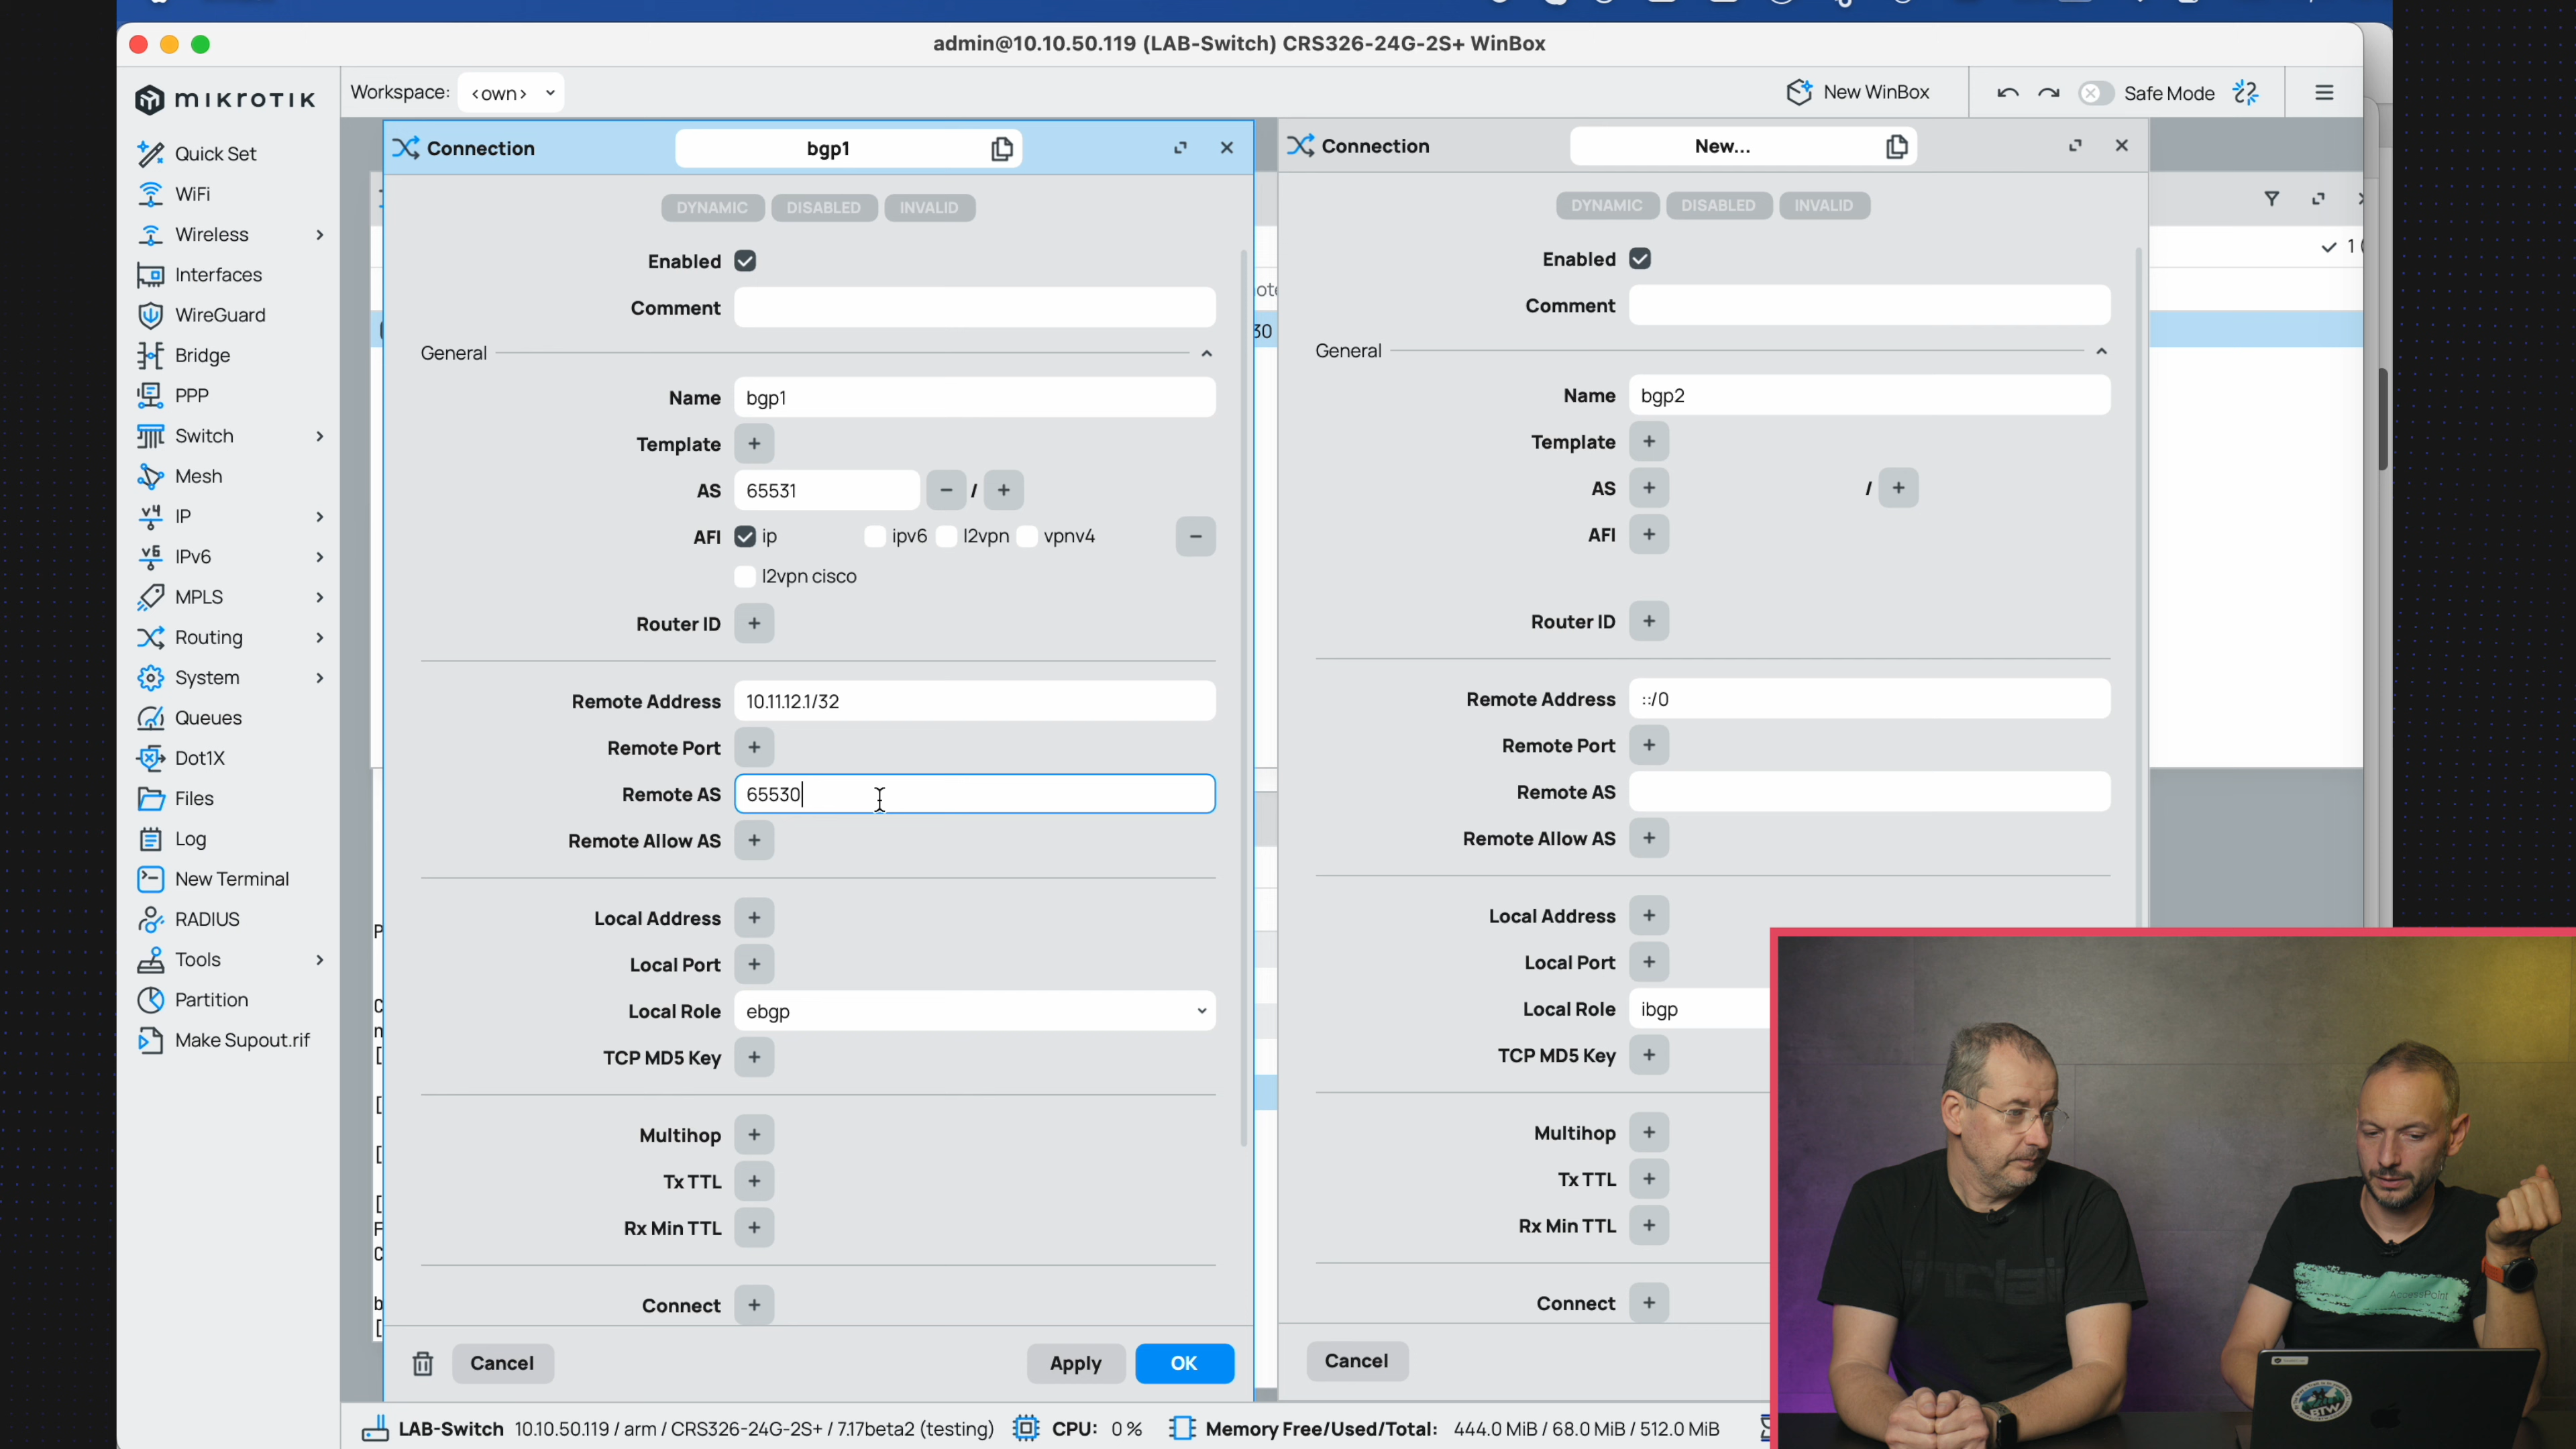 admin@10.10.50.119 (LAB-Switch) CRS326-24G-2S+ WinBox
mikrotik
Workspace: <own>
New WinBox
Safe Mode
Quick Set
WiFi
Wireless
Interfaces
WireGuard
Bridge
PPP
Switch
Mesh
IP
IPv6
MPLS
Routing
System
Queues
Dot1X
Files
Log
New Terminal
RADIUS
Tools
Partition
Make Supout.rif
Connection
bgp1
DYNAMIC DISABLED INVALID
Enabled
Comment
General
Name bgp1
Template +
AS 65531 − / +
AFI ip ipv6 l2vpn vpnv4 −
l2vpn cisco
Router ID +
Remote Address 10.11.12.1/32
Remote Port +
Remote AS 65530
Remote Allow AS +
Local Address +
Local Port +
Local Role ebgp
TCP MD5 Key +
Multihop +
Tx TTL +
Rx Min TTL +
Connect +
Cancel Apply OK
30
Connection
New...
DYNAMIC DISABLED INVALID
Enabled
Comment
General
Name bgp2
Template +
AS + / +
AFI +
Router ID +
Remote Address ::/0
Remote Port +
Remote AS
Remote Allow AS +
Local Address +
Local Port +
Local Role ibgp
TCP MD5 Key +
Multihop +
Tx TTL +
Rx Min TTL +
Connect +
Cancel
AccessPoint
BTW
LAB-Switch 10.10.50.119 / arm / CRS326-24G-2S+ / 7.17beta2 (testing) CPU: 0 % Memory Free/Used/Total: 444.0 MiB / 68.0 MiB / 512.0 MiB